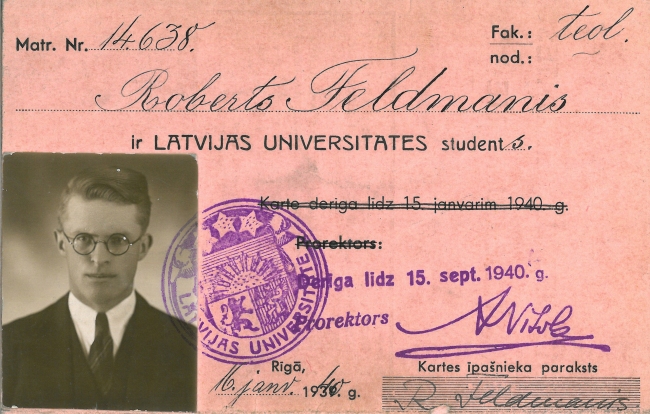 Matr. Nr. 14638.
Fak.: teol.
nod.:
Roberts Feldmanis
ir LATVIJAS UNIVERSITATES students.
Karte deriga lidz 15. janvarim 1940. g.
Prorektors:
Deriga lidz 15. sept. 1940. g.
Prorektors
LATVIJAS UNIVERSITATE
Rīgā,
16. janv. 1940.
Kartes īpašnieka paraksts
R. Feldmanis